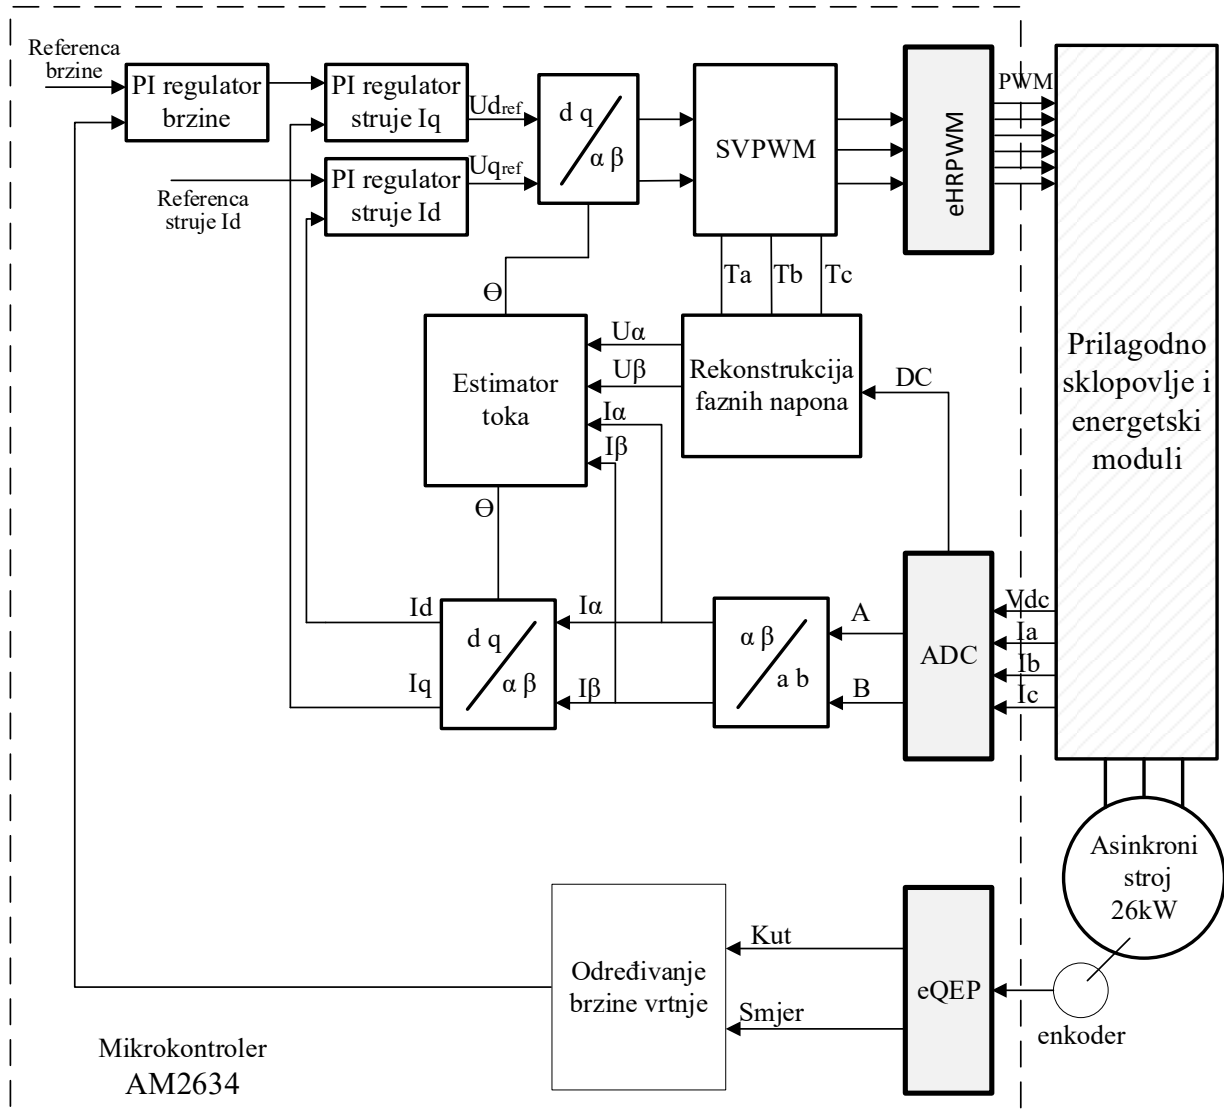 Referenca
brzine
PI regulator
brzine
PI regulator
struje Iq
Udref
Uqref
Referenca
struje Id
PI regulator
struje Id
d q
α β
SVPWM
eHRPWM
PWM
Ta
Tb
Tc
Ɵ
Estimator
toka
Uα
Uβ
Iα
Iβ
Rekonstrukcija
faznih napona
DC
Prilagodno
sklopovlje i
energetski
moduli
Ɵ
Id
Iq
d q
α β
Iα
Iβ
α β
a b
A
B
ADC
Vdc
Ia
Ib
Ic
Asinkroni
stroj
26kW
Određivanje
brzine vrtnje
Kut
Smjer
eQEP
enkoder
Mikrokontroler
AM2634